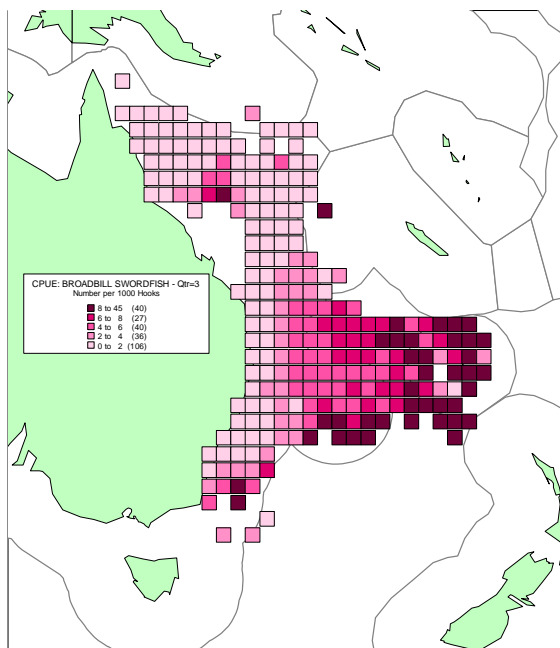 CPUE: BROADBILL SWORDFISH - Qtr=3
Number per 1000 Hooks
8 to 45 (40)
6 to 8 (27)
4 to 6 (40)
2 to 4 (36)
0 to 2 (106)